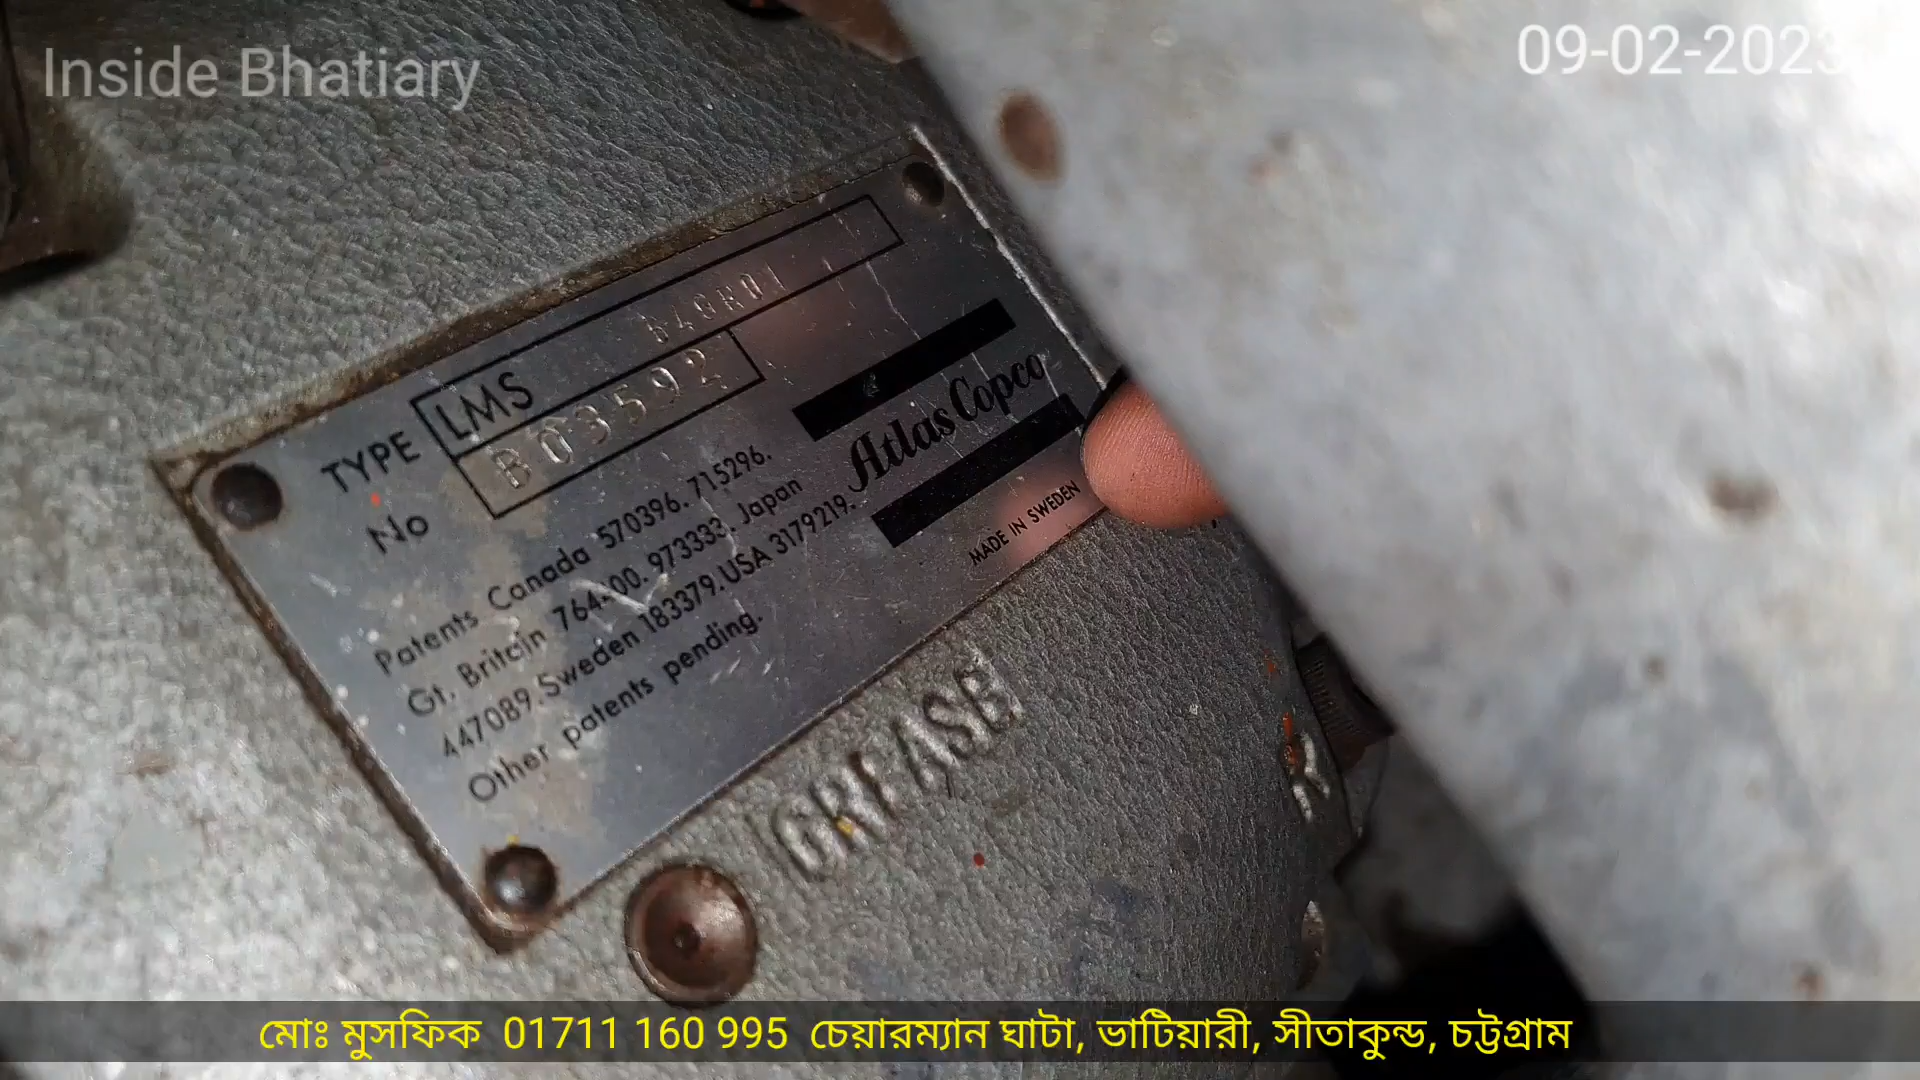 Inside Bhatiary
09-02-2023
TYPE LMS
No B03592
Patents Canada 570396. 715296.
Gt. Britain 764400. 973333. Japan
447089. Sweden 183379. USA 3179219.
Other patents pending.
Atlas Copco
MADE IN SWEDEN
GREASE
মোঃ মুসফিক 01711 160 995 চেয়ারম্যান ঘাটা, ভাটিয়ারী, সীতাকুন্ড, চট্টগ্রাম